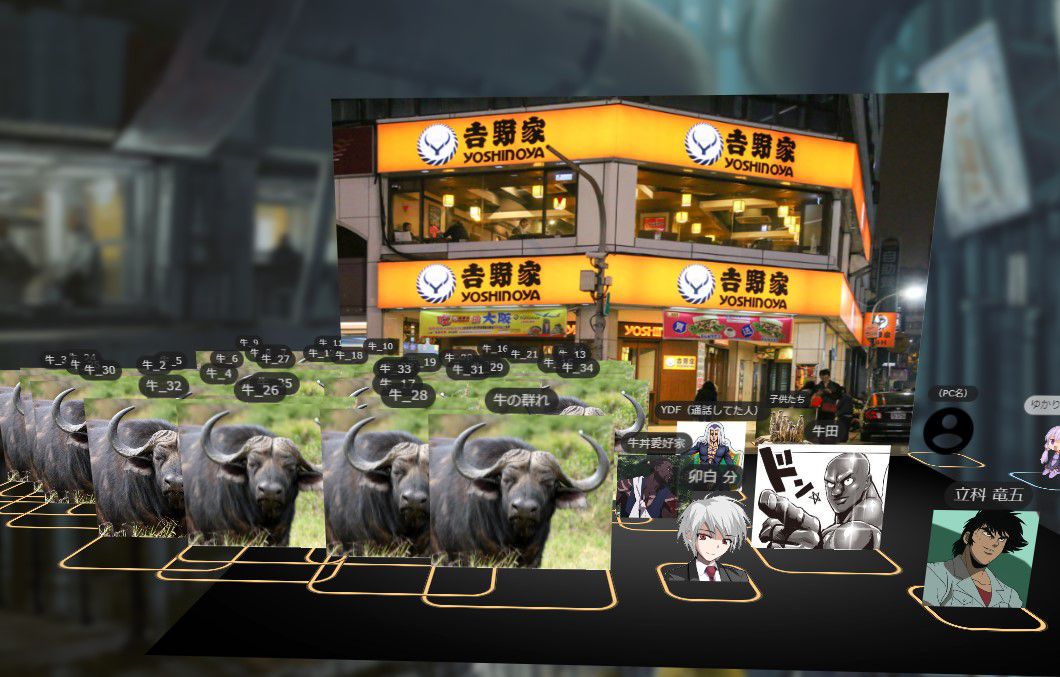 吉野家
YOSHINOYA
吉野家
YOSHINOYA
吉野家
YOSHINOYA
吉野家
YOSHINOYA
大阪
YOSHI
牛_9
牛_10
牛_18
牛_6
牛_27
牛_5
牛_2
牛_30
牛_4
牛_32
牛_26
牛_33
牛_28
牛_31
29
牛_16
牛_21
牛_13
牛_34
牛の群れ
YDF（通話してた人）
子供たち
牛田
牛丼愛好家
卯白 分
ドン☆
(PC名)
ゆかり
立科 竜五